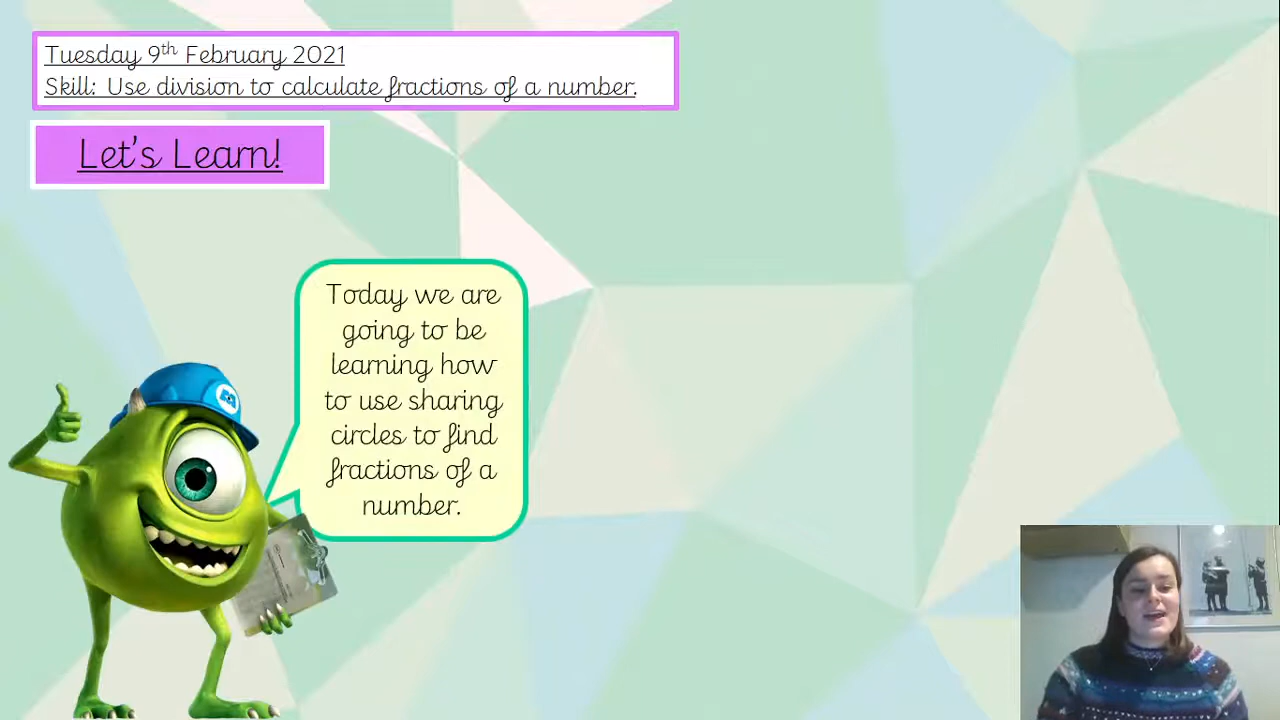 Tuesday 9th February 2021
Skill: Use division to calculate fractions of a number.
Let's Learn!
Today we are
going to be
learning how
to use sharing
circles to find
fractions of a
number.